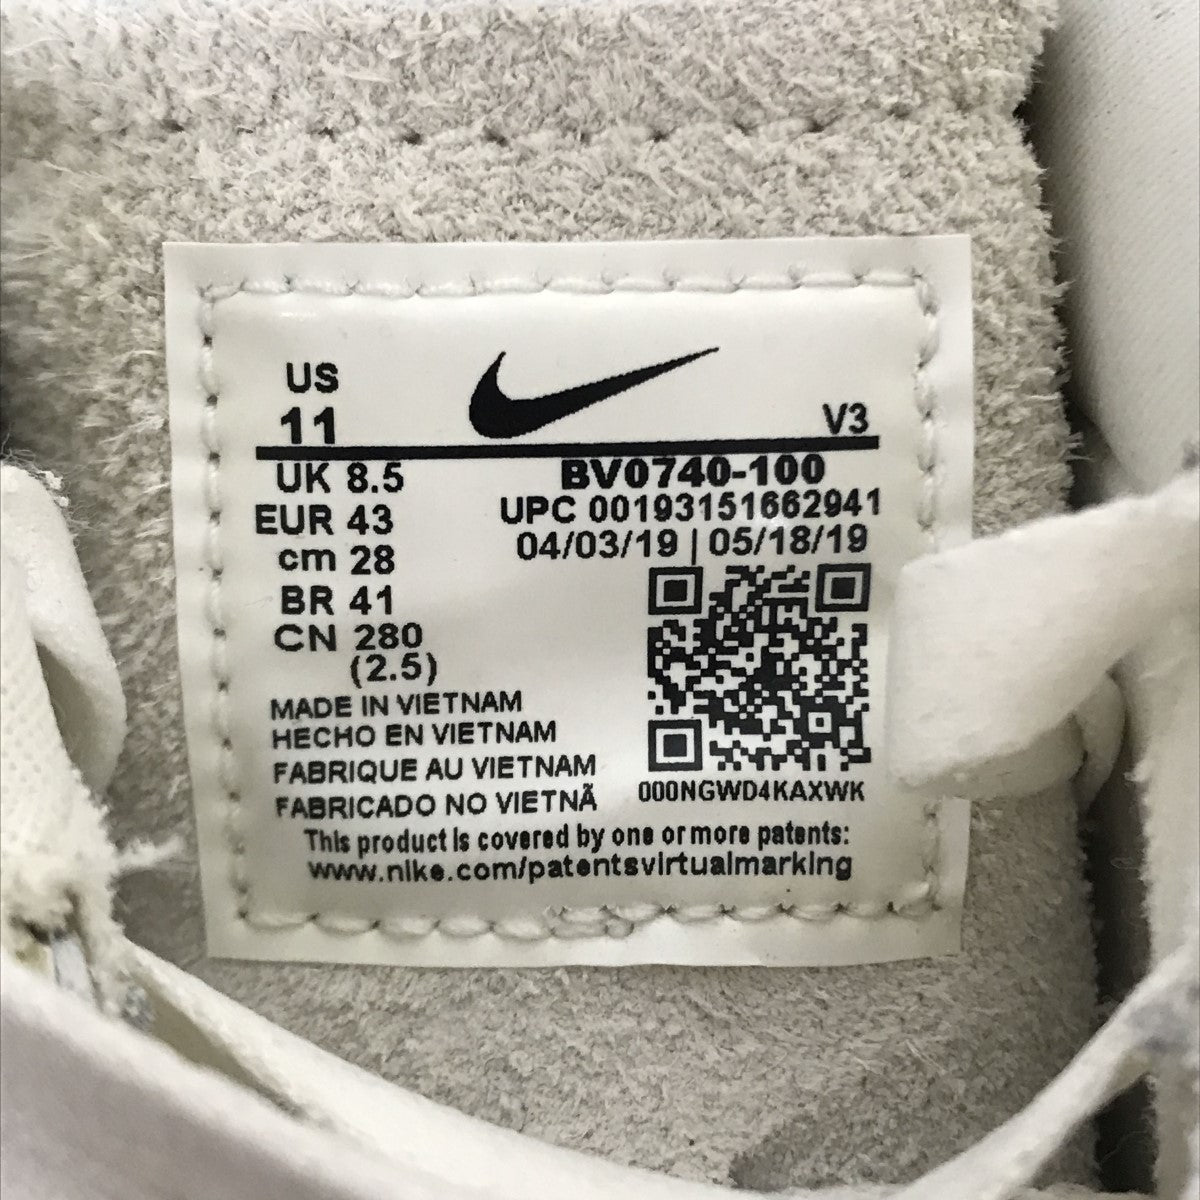 US
11
V3
UK 8.5
BV0740-100
EUR 43
UPC 00193151662941
cm 28
04/03/19 | 05/18/19
BR 41
CN 280
(2.5)
MADE IN VIETNAM
HECHO EN VIETNAM
FABRIQUE AU VIETNAM
FABRICADO NO VIETNÃ
000NGWD4KAXWK
This product is covered by one or more patents:
www.nike.com/patentsvirtualmarking